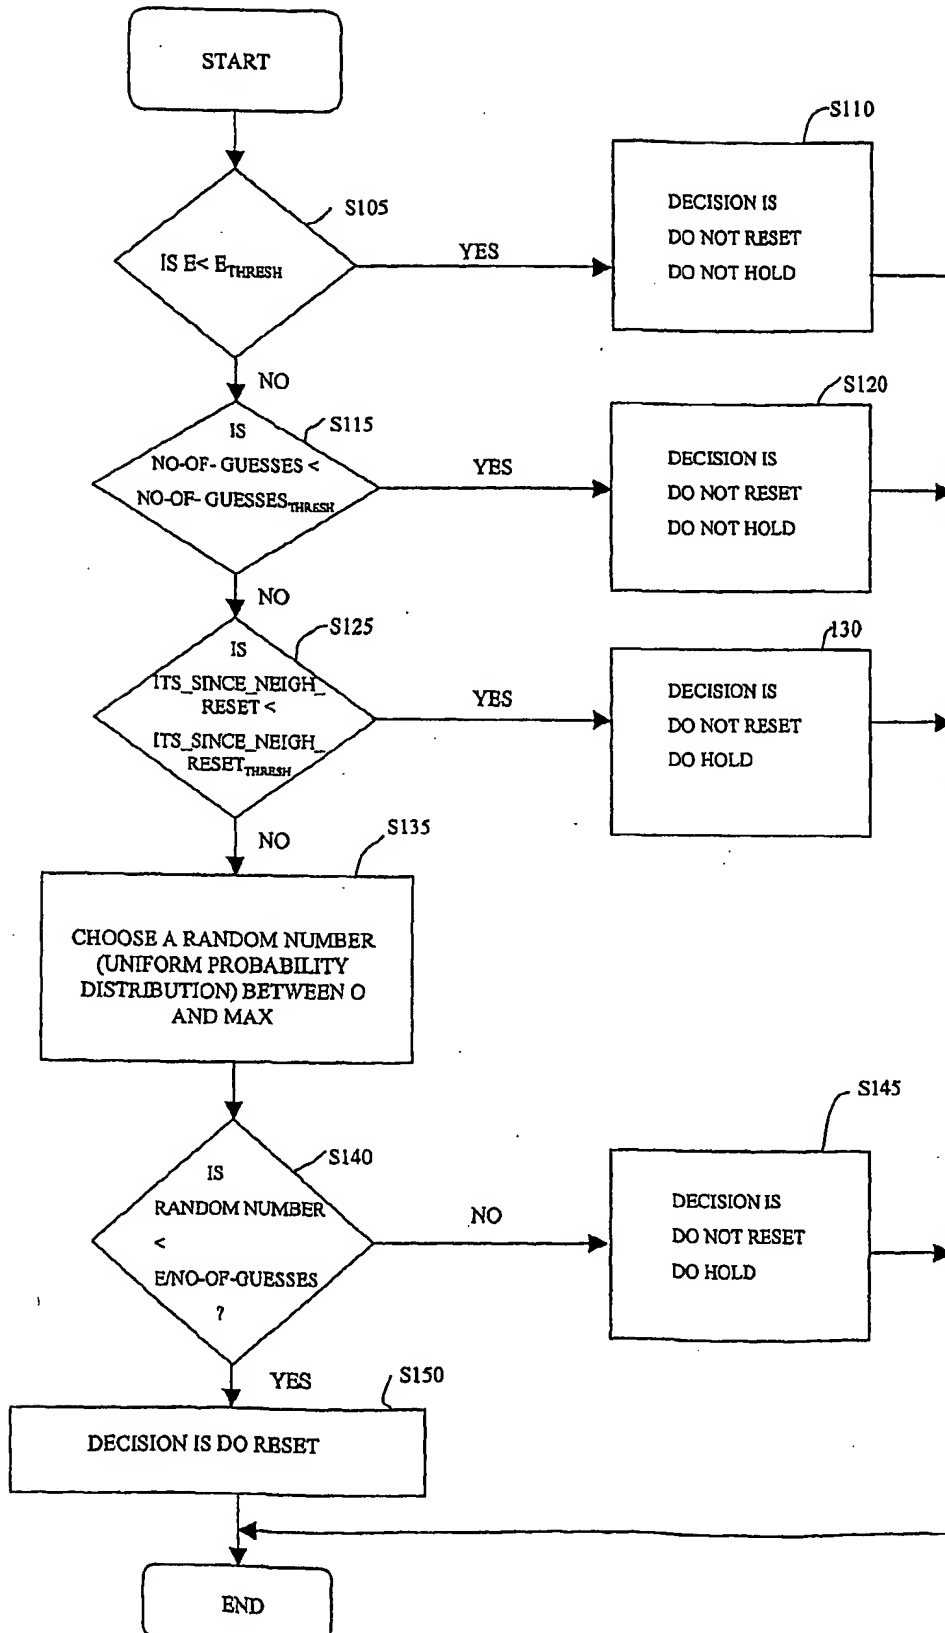 START
S110
DECISION IS
DO NOT RESET
DO NOT HOLD
S105
IS E< ETHRESH
YES
NO
S120
DECISION IS
DO NOT RESET
DO NOT HOLD
S115
IS
NO-OF- GUESSES <
NO-OF- GUESSESTHRESH
YES
NO
130
DECISION IS
DO NOT RESET
DO HOLD
S125
IS
ITS_SINCE_NEIGH_
RESET <
ITS_SINCE_NEIGH_
RESETTHRESH
YES
NO
S135
CHOOSE A RANDOM NUMBER
(UNIFORM PROBABILITY
DISTRIBUTION) BETWEEN O
AND MAX
S145
DECISION IS
DO NOT RESET
DO HOLD
S140
IS
RANDOM NUMBER
<
E/NO-OF-GUESSES
?
NO
YES
S150
DECISION IS DO RESET
END